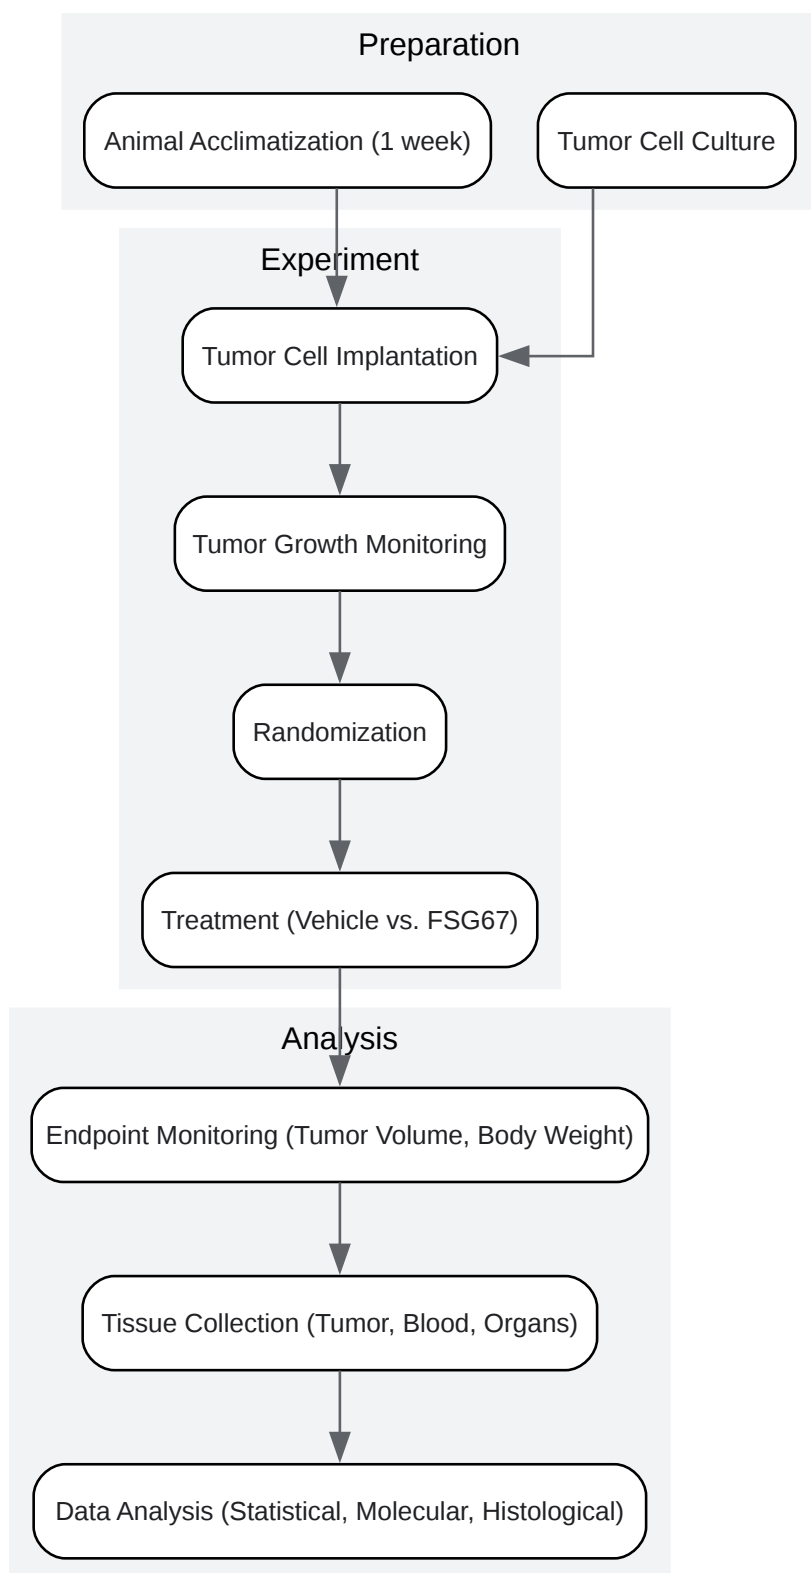 Preparation
Animal Acclimatization (1 week)
Tumor Cell Culture
Experiment
Tumor Cell Implantation
Tumor Growth Monitoring
Randomization
Treatment (Vehicle vs. FSG67)
Analysis
Endpoint Monitoring (Tumor Volume, Body Weight)
Tissue Collection (Tumor, Blood, Organs)
Data Analysis (Statistical, Molecular, Histological)